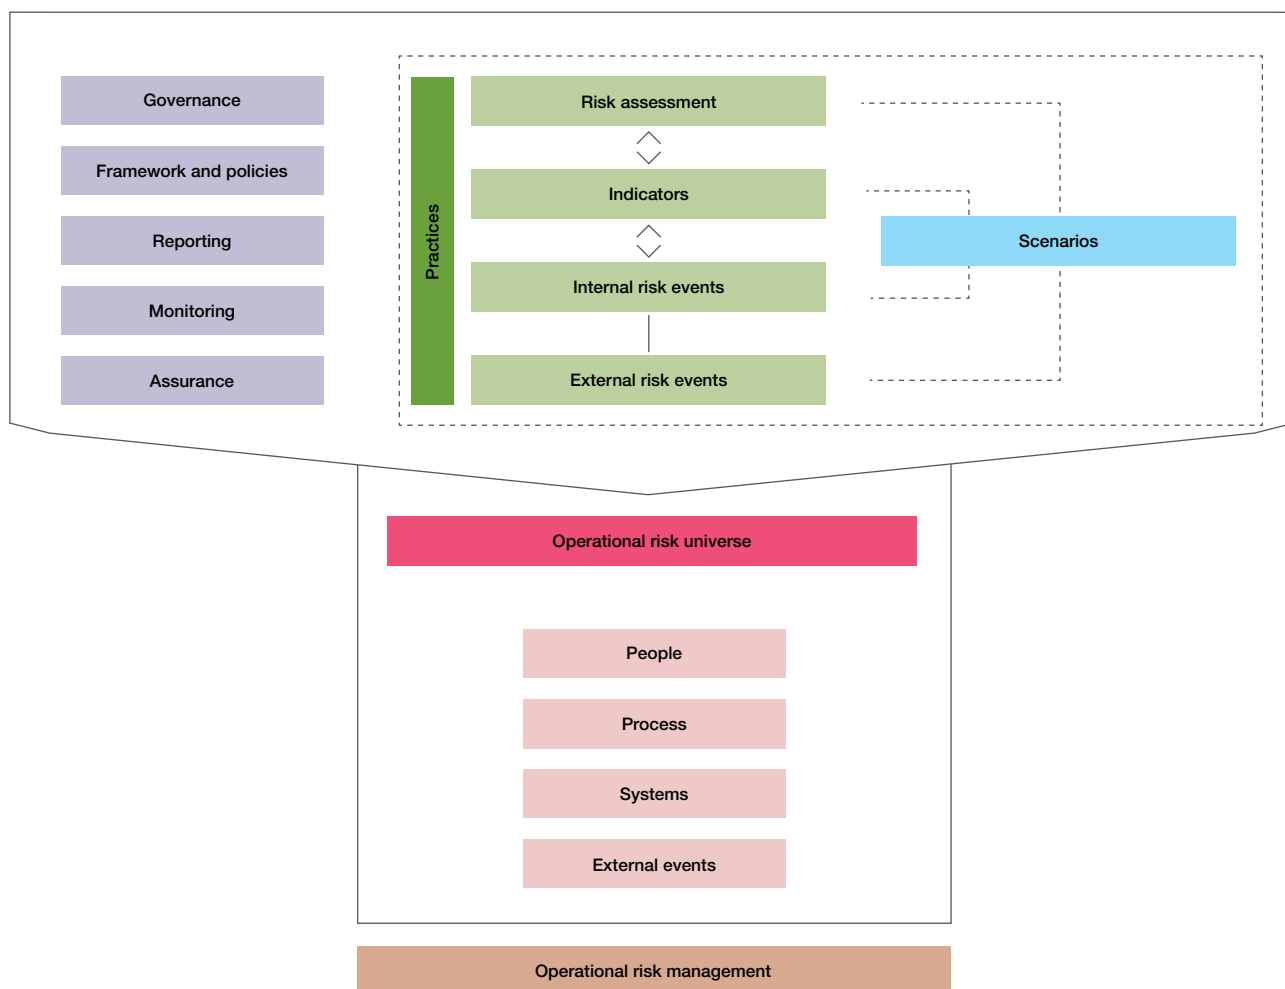 Governance
Framework and policies
Reporting
Monitoring
Assurance
Practices
Risk assessment
Indicators
Internal risk events
External risk events
Scenarios
Operational risk universe
People
Process
Systems
External events
Operational risk management